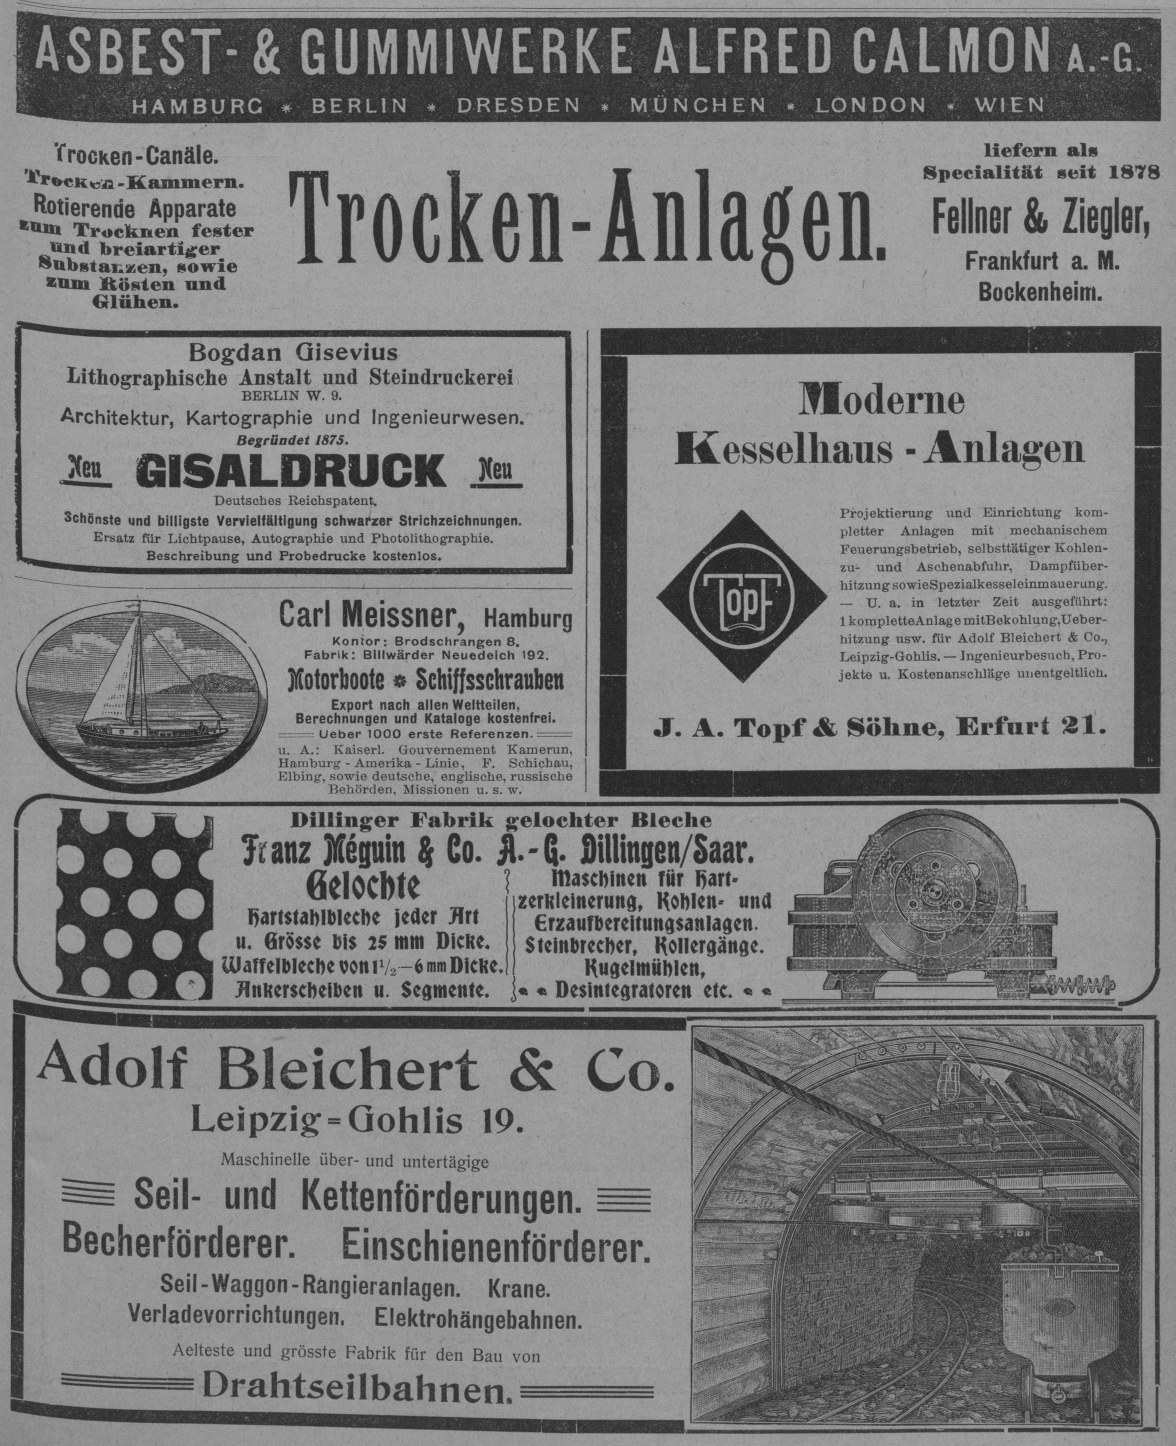 ASBEST- & GUMMIWERKE ALFRED CALMON A.-G.
HAMBURG * BERLIN * DRESDEN * MÜNCHEN * LONDON * WIEN
Trocken-Canäle.
Trocken-Kammern.
Rotierende Apparate
zum Trocknen fester
und breiartiger
Substanzen, sowie
zum Rösten und
Glühen.
Trocken-Anlagen.
liefern als
Specialität seit 1878
Fellner & Ziegler,
Frankfurt a. M.
Bockenheim.
Bogdan Gisevius
Lithographische Anstalt und Steindruckerei
BERLIN W. 9.
Architektur, Kartographie und Ingenieurwesen.
Begründet 1875.
Neu GISALDRUCK Neu
Deutsches Reichspatent.
Schönste und billigste Vervielfältigung schwarzer Strichzeichnungen.
Ersatz für Lichtpause, Autographie und Photolithographie.
Beschreibung und Probedrucke kostenlos.
Carl Meissner, Hamburg
Kontor: Brodschrangen 8.
Fabrik: Billwärder Neuedeich 192.
Motorboote * Schiffsschrauben
Export nach allen Weltteilen,
Berechnungen und Kataloge kostenfrei.
Ueber 1000 erste Referenzen.
u. A.: Kaiserl. Gouvernement Kamerun,
Hamburg-Amerika-Linie, F. Schichau,
Elbing, sowie deutsche, englische, russische
Behörden, Missionen u. s. w.
Moderne
Kesselhaus-Anlagen
TOPF
Projektierung und Einrichtung kom-
pletter Anlagen mit mechanischem
Feuerungsbetrieb, selbsttätiger Kohlen-
zu- und Aschenabfuhr, Dampfüber-
hitzung sowie Spezialkesseleinmauerung.
— U. a. in letzter Zeit ausgeführt:
1 komplette Anlage mit Bekohlung, Ueber-
hitzung usw. für Adolf Bleichert & Co.,
Leipzig-Gohlis. — Ingenieurbesuch, Pro-
jekte u. Kostenanschläge unentgeltlich.
J. A. Topf & Söhne, Erfurt 21.
Dillinger Fabrik gelochter Bleche
Franz Méguin & Co. A.-G. Dillingen/Saar.
Gelochte
Hartstahlbleche jeder Art
u. Grösse bis 25 mm Dicke.
Waffelbleche von 1 1/2—6 mm Dicke.
Ankerscheiben u. Segmente.
Maschinen für Hart-
zerkleinerung, Kohlen- und
Erzaufbereitungsanlagen.
Steinbrecher, Kollergänge.
Kugelmühlen,
Desintegratoren etc.
Adolf Bleichert & Co.
Leipzig=Gohlis 19.
Maschinelle über- und untertägige
Seil- und Kettenförderungen.
Becherförderer. Einschienenförderer.
Seil-Waggon-Rangieranlagen. Krane.
Verladevorrichtungen. Elektrohängebahnen.
Aelteste und grösste Fabrik für den Bau von
Drahtseilbahnen.